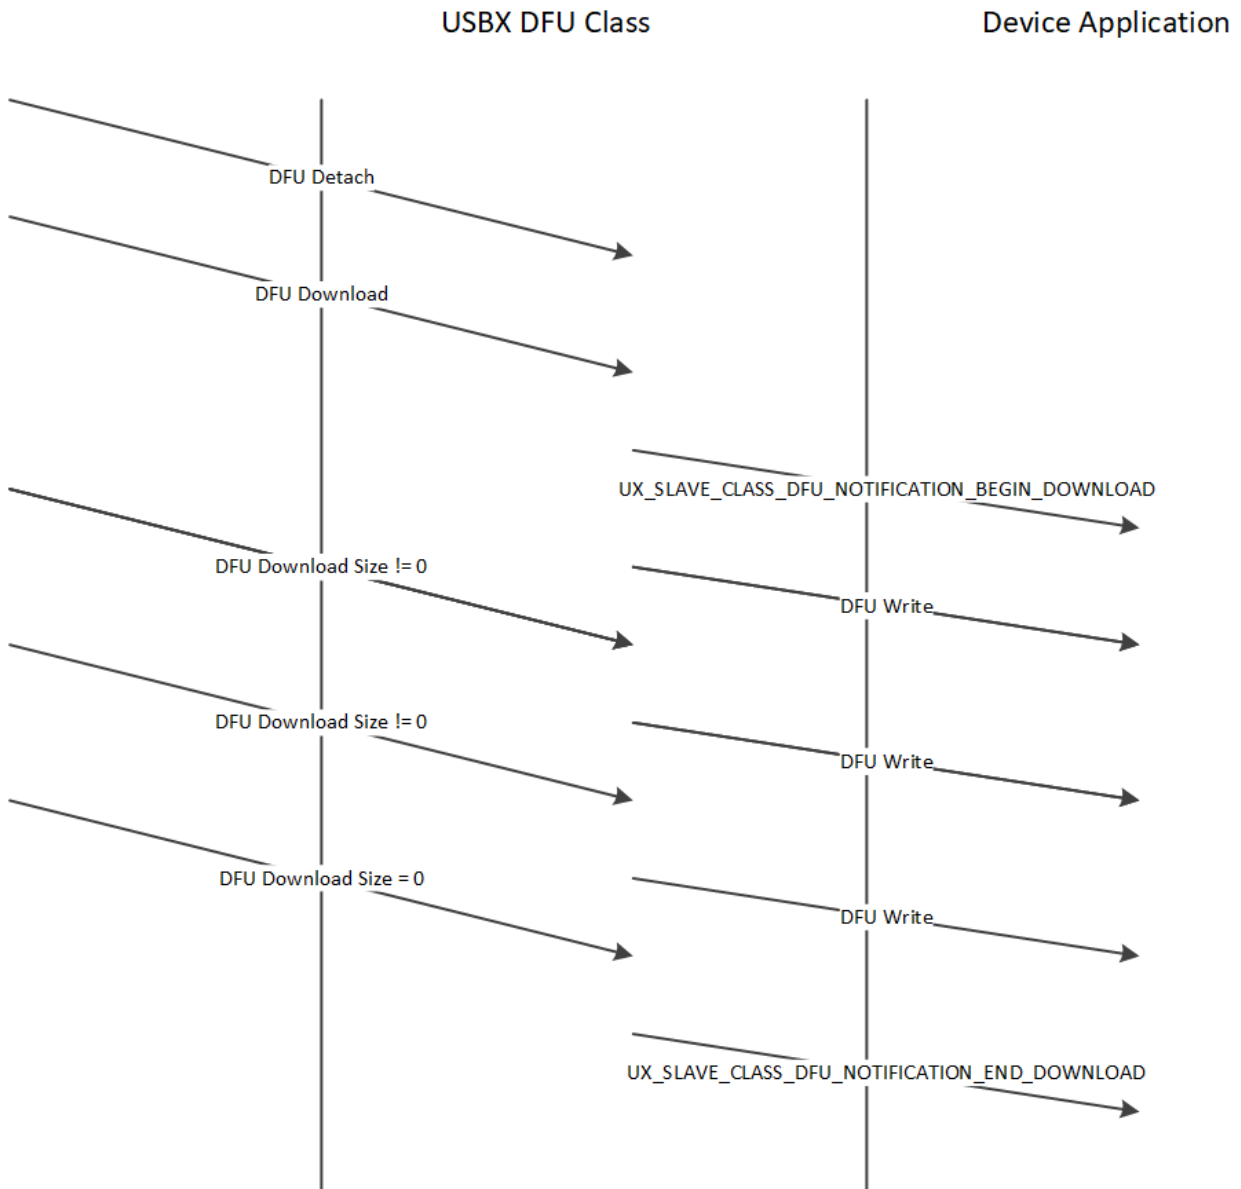 USBX DFU Class
Device Application
DFU Detach
DFU Download
UX_SLAVE_CLASS_DFU_NOTIFICATION_BEGIN_DOWNLOAD
DFU Download Size != 0
DFU Write
DFU Download Size != 0
DFU Write
DFU Download Size = 0
DFU Write
UX_SLAVE_CLASS_DFU_NOTIFICATION_END_DOWNLOAD